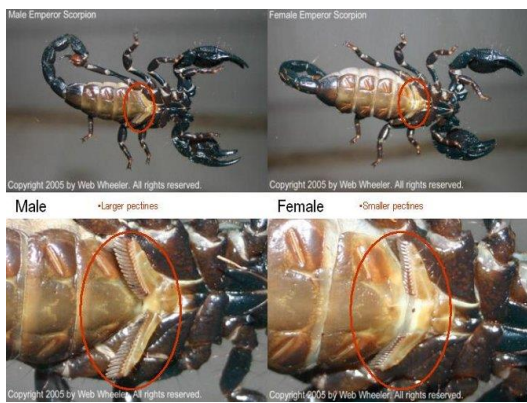 Male Emperor Scorpion
Female Emperor Scorpion
Copyright 2005 by Web Wheeler. All rights reserved.
Copyright 2005 by Web Wheeler. All rights reserved.
Male
•Larger pectines
Female
•Smaller pectines
Copyright 2005 by Web Wheeler. All rights reserved.
Copyright 2005 by Web Wheeler. All rights reserved.